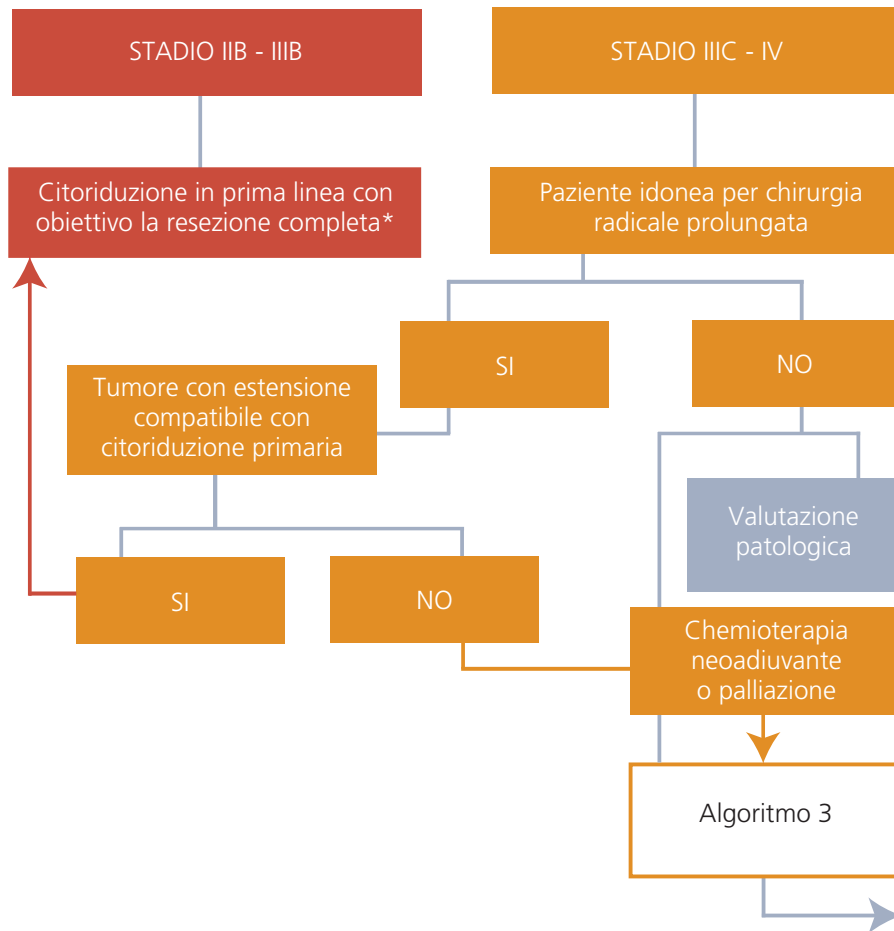 STADIO IIB - IIIB
STADIO IIIC - IV
Citoriduzione in prima linea con
obiettivo la resezione completa*
Paziente idonea per chirurgia
radicale prolungata
SI
NO
Tumore con estensione
compatibile con
citoriduzione primaria
Valutazione
patologica
SI
NO
Chemioterapia
neoadiuvante
o palliazione
Algoritmo 3